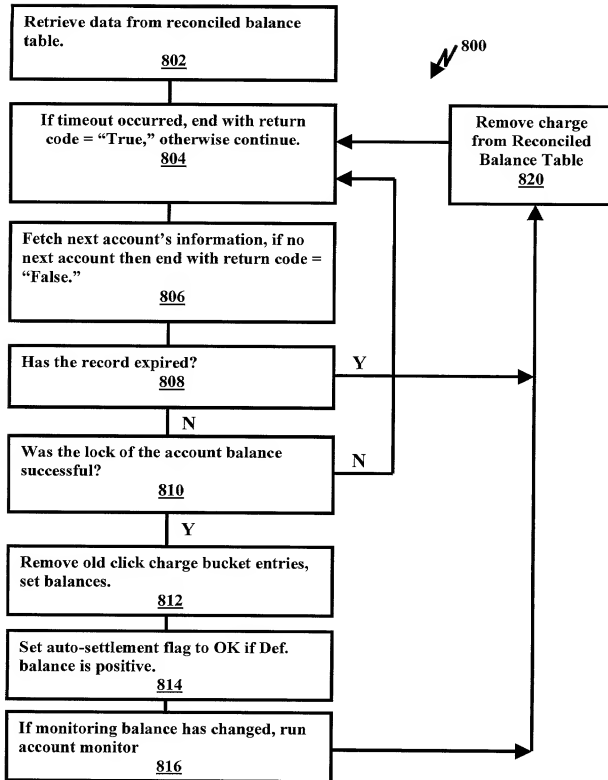 Retrieve data from reconciled balance
table.
802
800
If timeout occurred, end with return
code = “True,” otherwise continue.
804
Remove charge
from Reconciled
Balance Table
820
Fetch next account’s information, if no
next account then end with return code =
“False.”
806
Has the record expired?
808
Y
N
Was the lock of the account balance
successful?
810
N
Y
Remove old click charge bucket entries,
set balances.
812
Set auto-settlement flag to OK if Def.
balance is positive.
814
If monitoring balance has changed, run
account monitor
816